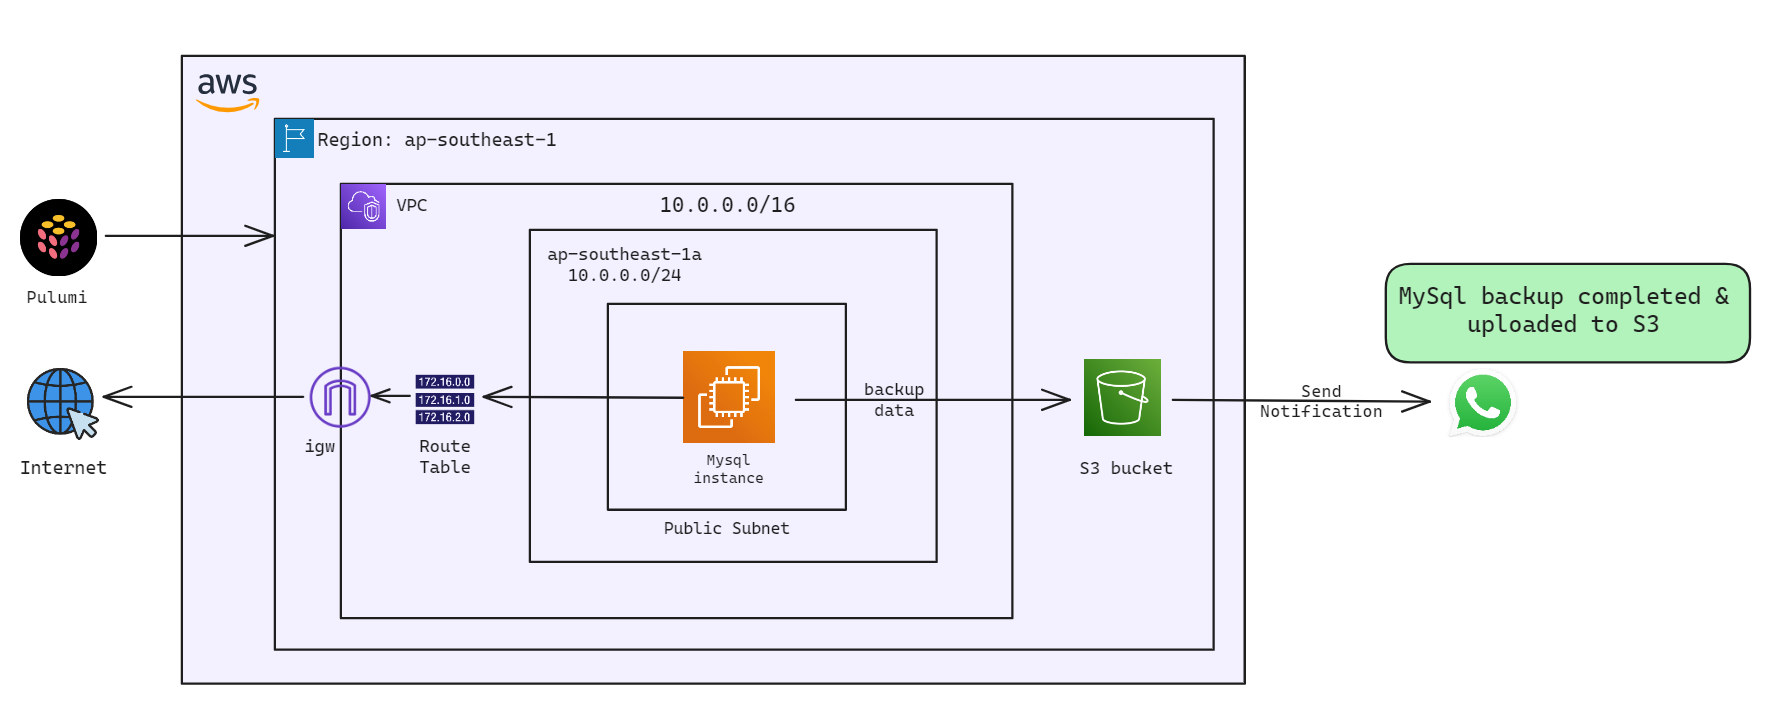 aws
Region: ap-southeast-1
VPC
10.0.0.0/16
ap-southeast-1a
10.0.0.0/24
Pulumi
MySql backup completed &
uploaded to S3
172.16.0.0
172.16.1.0
172.16.2.0
backup
data
Send
Notification
igw
Route
Table
Mysql
instance
Internet
S3 bucket
Public Subnet